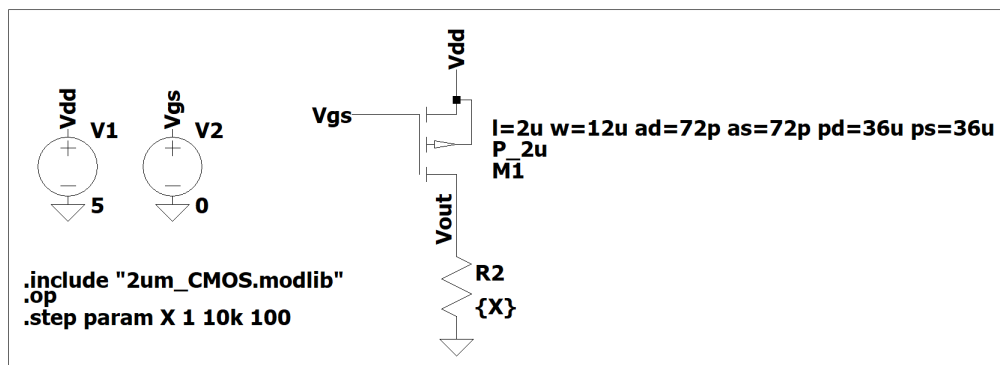 Vdd
Vdd
Vgs
V1
V2
Vgs
l=2u w=12u ad=72p as=72p pd=36u ps=36u
P_2u
M1
5
0
Vout
R2
{X}
.include "2um_CMOS.modlib"
.op
.step param X 1 10k 100